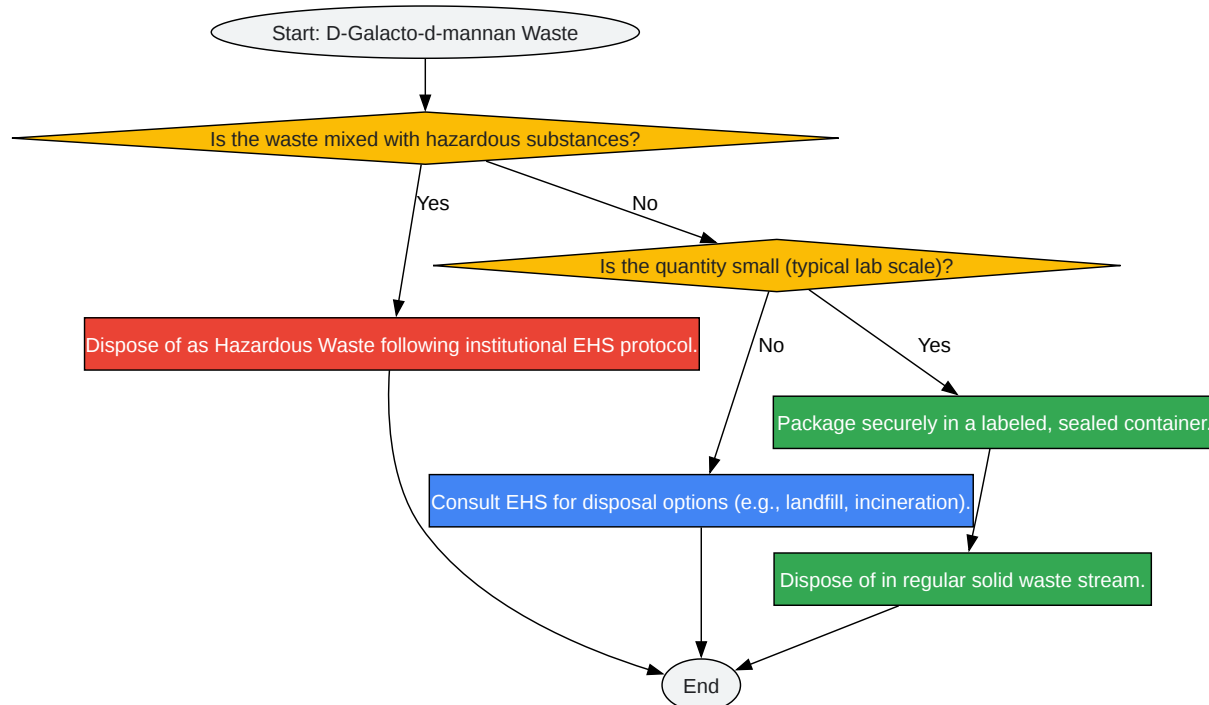 Start: D-Galacto-d-mannan Waste
Is the waste mixed with hazardous substances?
Yes
No
Is the quantity small (typical lab scale)?
Dispose of as Hazardous Waste following institutional EHS protocol.
No
Yes
Package securely in a labeled, sealed container.
Consult EHS for disposal options (e.g., landfill, incineration).
Dispose of in regular solid waste stream.
End